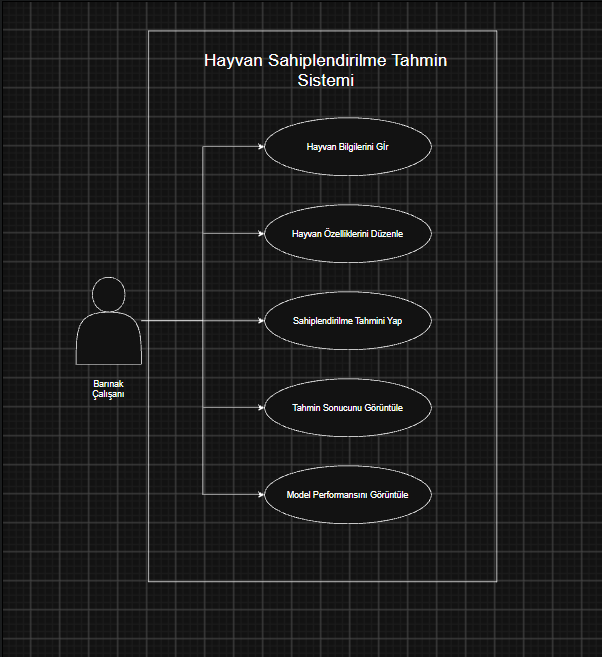 Hayvan Sahiplendirilme Tahmin
Sistemi
Hayvan Bilgilerini GİR
Hayvan Özelliklerini Düzenle
Sahiplendirilme Tahmini Yap
Barınak
Çalışanı
Tahmin Sonucunu Görüntüle
Model Performansını Görüntüle